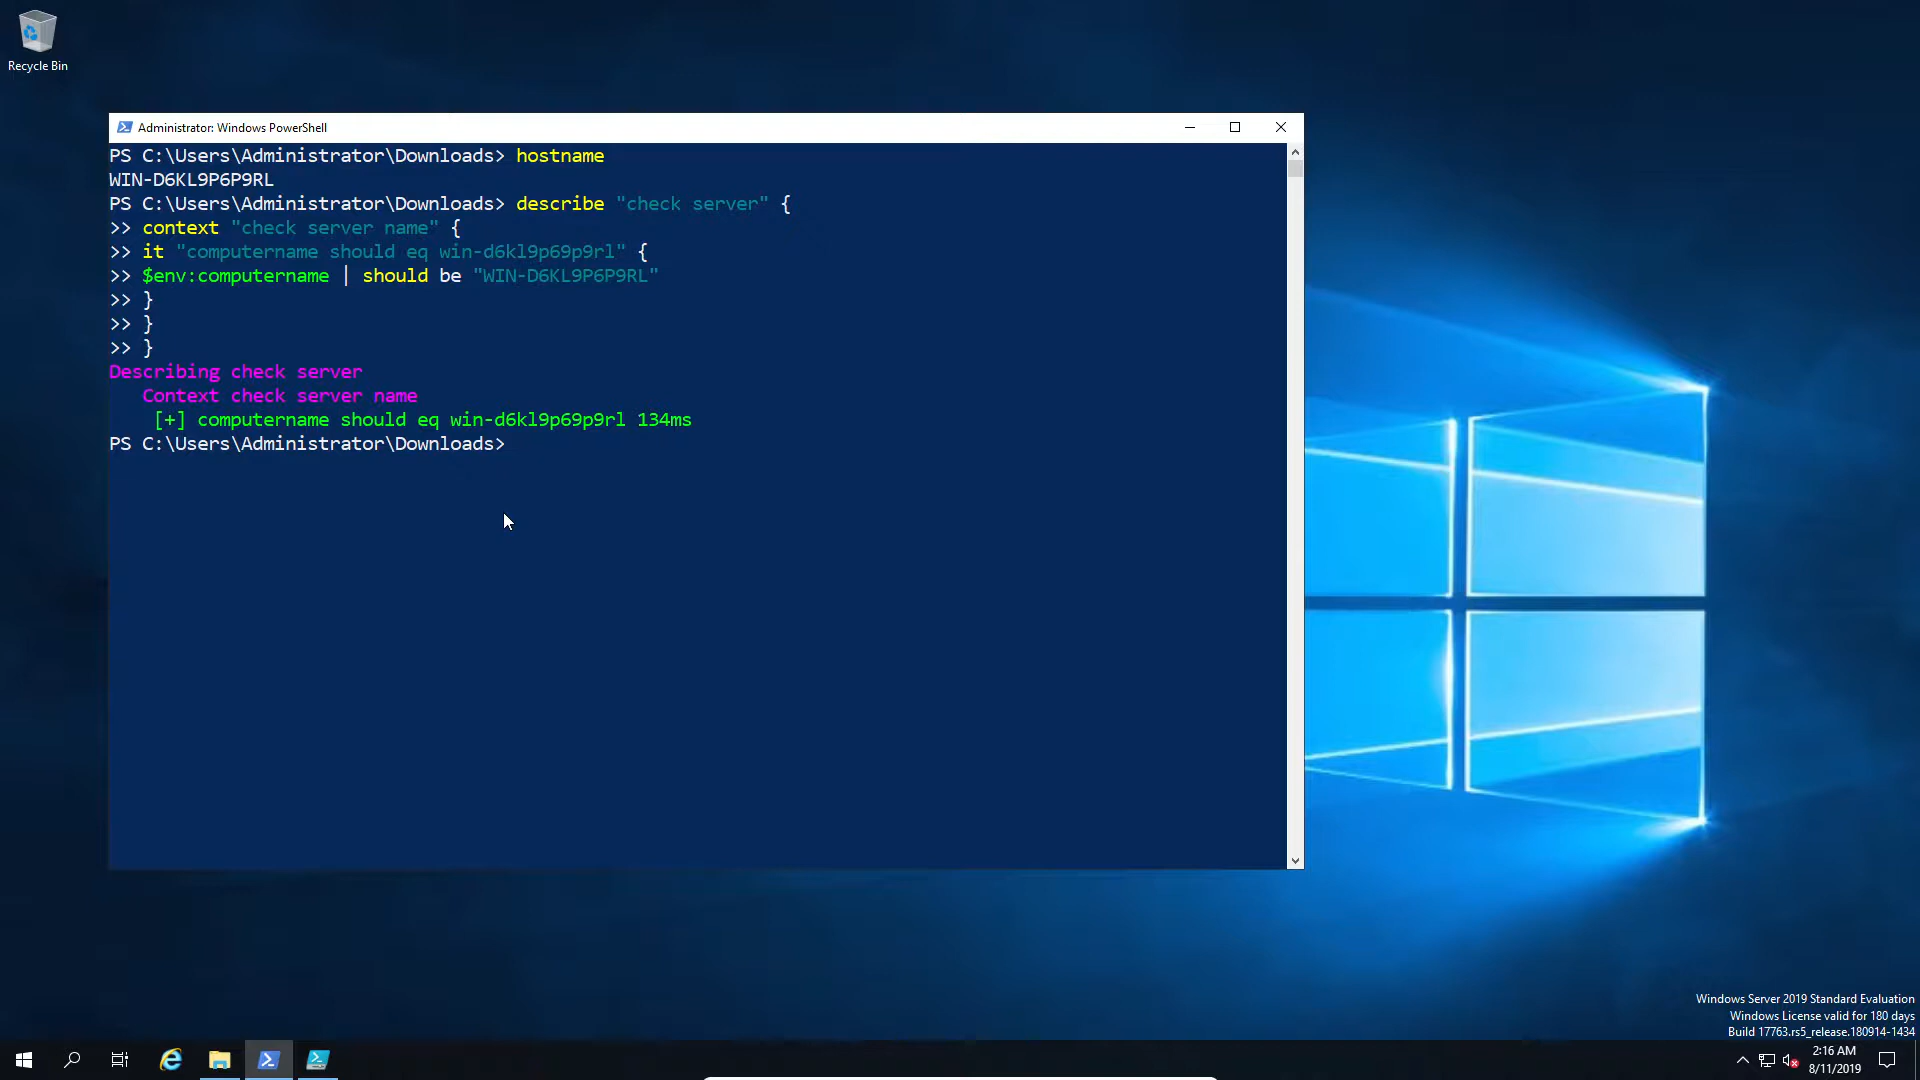 Recycle Bin
Administrator: Windows PowerShell
PS C:\Users\Administrator\Downloads> hostname
WIN-D6KL9P6P9RL
PS C:\Users\Administrator\Downloads> describe "check server" {
>> context "check server name" {
>> it "computername should eq win-d6kl9p69p9rl" {
>> $env:computername | should be "WIN-D6KL9P6P9RL"
>> }
>> }
>> }
Describing check server
Context check server name
[+] computername should eq win-d6kl9p69p9rl 134ms
PS C:\Users\Administrator\Downloads>
Windows Server 2019 Standard Evaluation
Windows License valid for 180 days
Build 17763.rs5_release.180914-1434
2:16 AM
8/11/2019